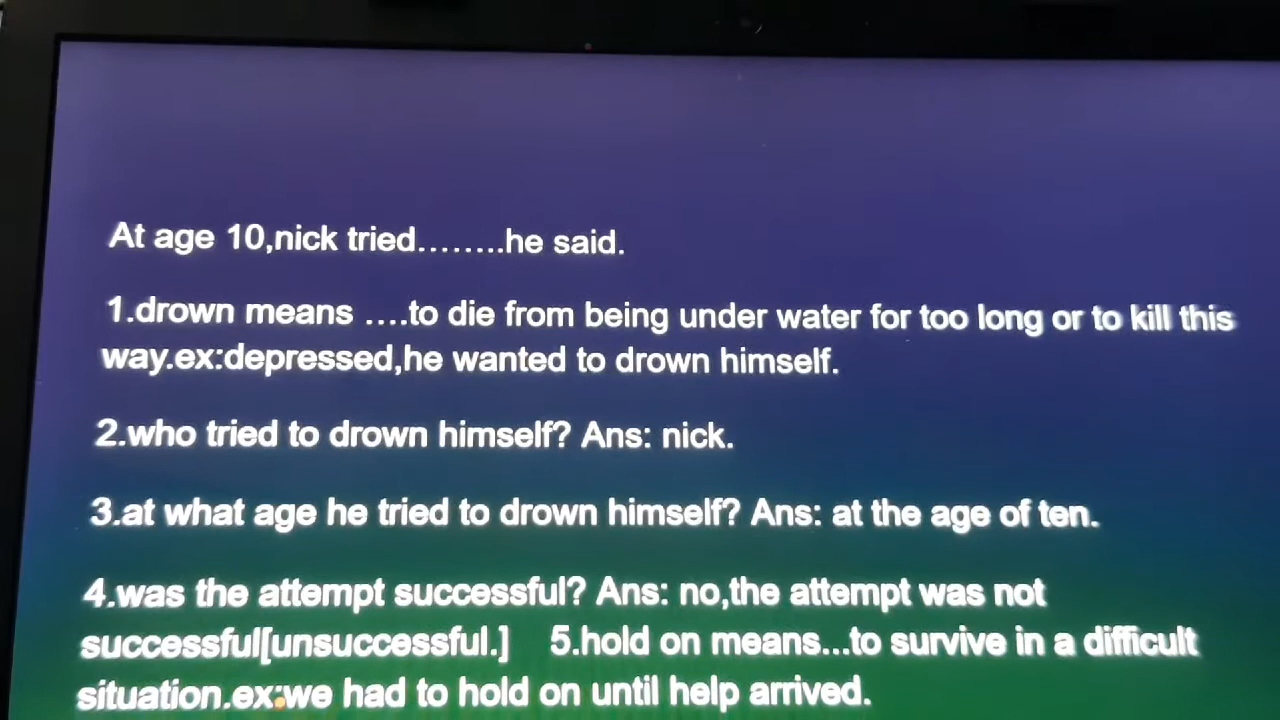 At age 10,nick tried........he said.
1.drown means ....to die from being under water for too long or to kill this
way.ex:depressed,he wanted to drown himself.
2.who tried to drown himself? Ans: nick.
3.at what age he tried to drown himself? Ans: at the age of ten.
4.was the attempt successful? Ans: no,the attempt was not
successful[unsuccessful.] 5.hold on means...to survive in a difficult
situation.ex:we had to hold on until help arrived.